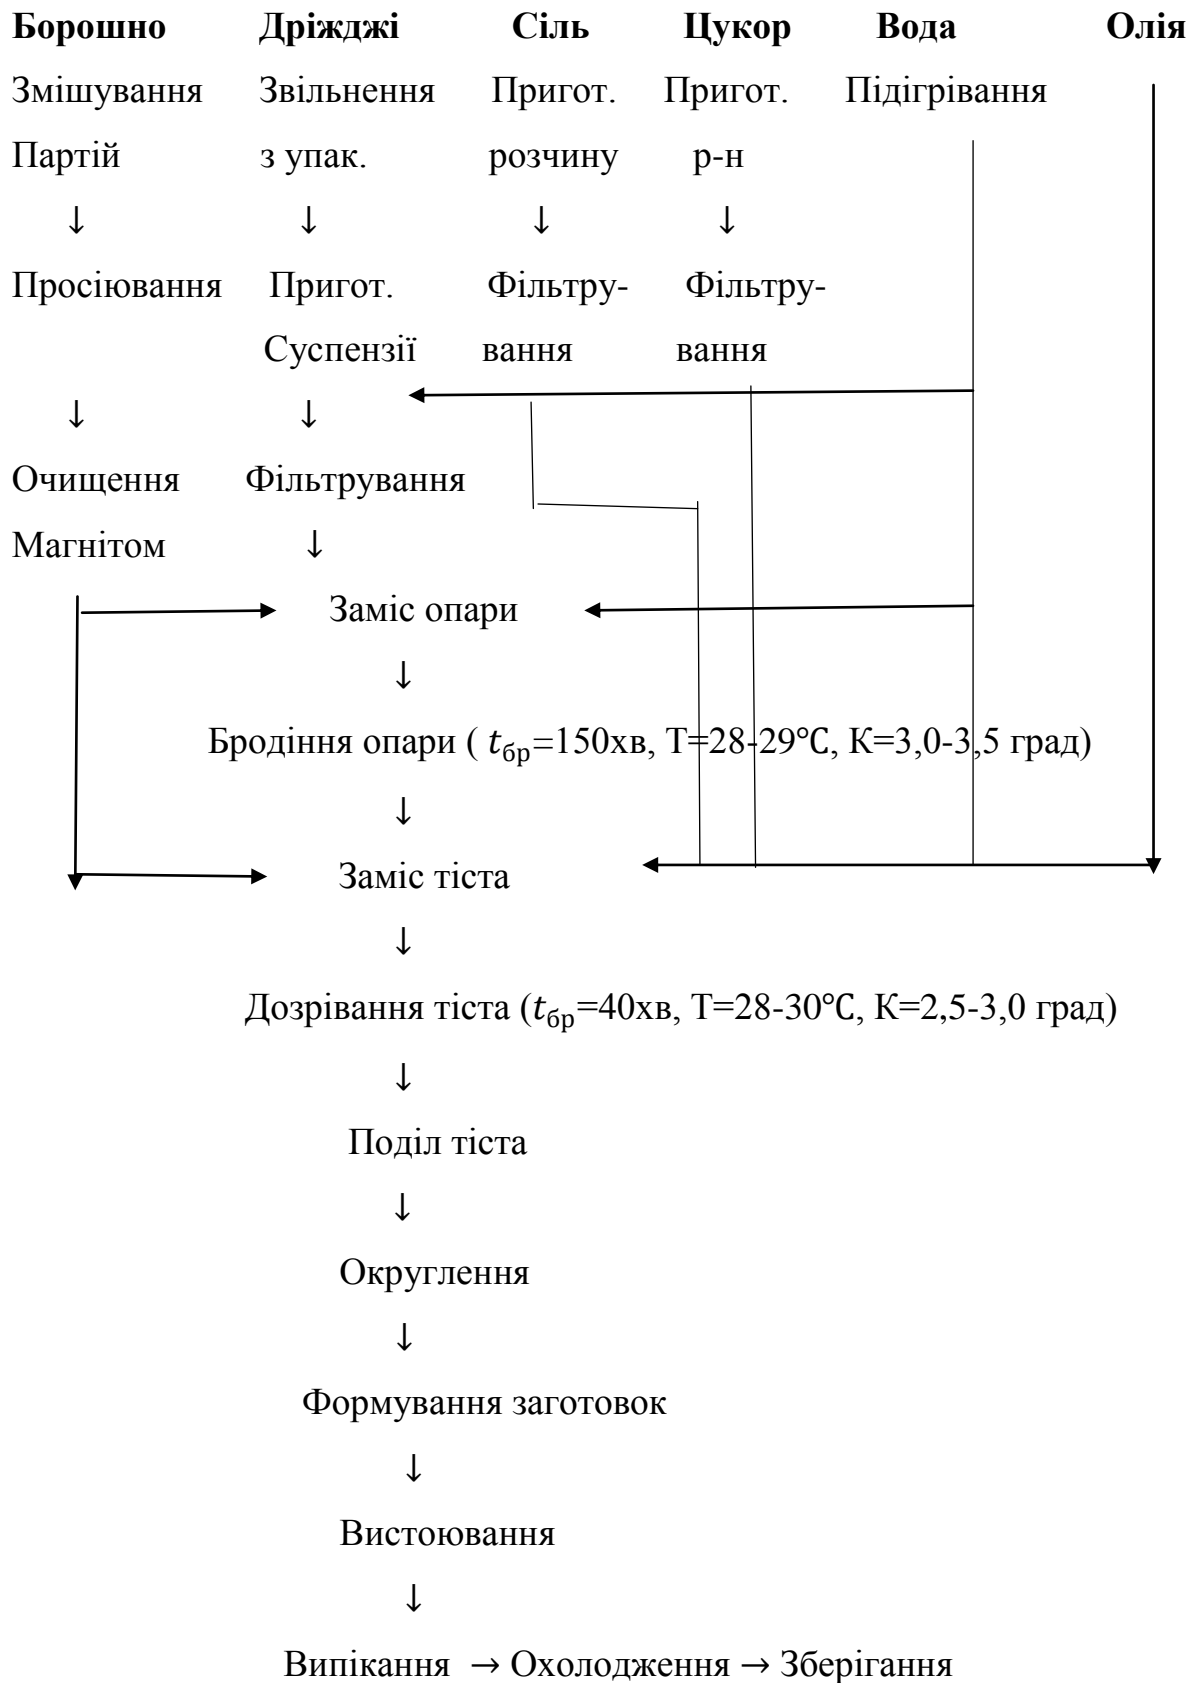 Борошно Дріжджі Сіль Цукор Вода Олія
Змішування Звільнення Пригот. Пригот. Підігрівання
Партій з упак. розчину р-н
↓ ↓ ↓ ↓
Просіювання Пригот. Фільтру- Фільтру-
Суспензії вання вання
↓ ↓
Очищення Фільтрування
Магнітом ↓
Заміс опари
↓
Бродіння опари ( tбр=150хв, Т=28-29℃, К=3,0-3,5 град)
↓
Заміс тіста
↓
Дозрівання тіста (tбр=40хв, Т=28-30℃, К=2,5-3,0 град)
↓
Поділ тіста
↓
Округлення
↓
Формування заготовок
↓
Вистоювання
↓
Випікання → Охолодження → Зберігання